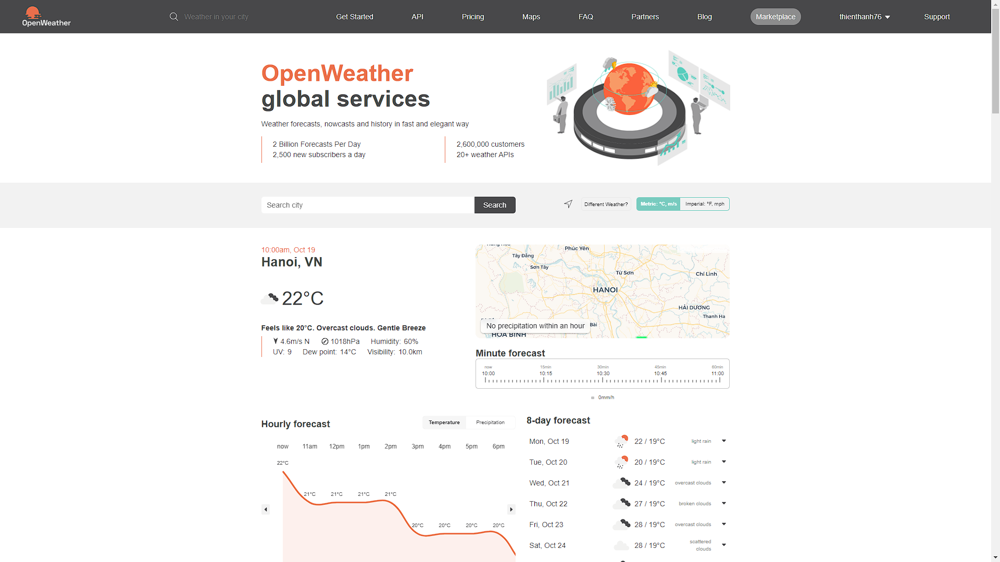 OpenWeather
Weather in your city
Get Started
API
Pricing
Maps
FAQ
Partners
Blog
Marketplace
thienthanh76
Support
OpenWeather
global services
Weather forecasts, nowcasts and history in fast and elegant way
2 Billion Forecasts Per Day
2,500 new subscribers a day
2,600,000 customers
20+ weather APIs
Search city
Search
Different Weather?
Metric: °C, m/s
Imperial: °F, mph
10:00am, Oct 19
Hanoi, VN
22°C
Feels like 20°C. Overcast clouds. Gentle Breeze
4.6m/s N 1018hPa Humidity: 60%
UV: 9 Dew point: 14°C Visibility: 10.0km
Phúc Yên
Tây Đằng
Sơn Tây
Từ Sơn
Chí Linh
HANOI
HẢI DƯƠNG
Thanh Ha
Bài
No precipitation within an hour
HOÀ BÌNH
Minute forecast
now 15min 30min 45min 60min
10:00 10:15 10:30 10:45 11:00
0mm/h
Hourly forecast
Temperature
Precipitation
now 11am 12pm 1pm 2pm 3pm 4pm 5pm 6pm
22°C
21°C 21°C 21°C 21°C
20°C 20°C 20°C 20°C
8-day forecast
Mon, Oct 19 22 / 19°C light rain
Tue, Oct 20 20 / 19°C light rain
Wed, Oct 21 24 / 19°C overcast clouds
Thu, Oct 22 27 / 19°C broken clouds
Fri, Oct 23 28 / 19°C overcast clouds
Sat, Oct 24 28 / 19°C scattered
clouds